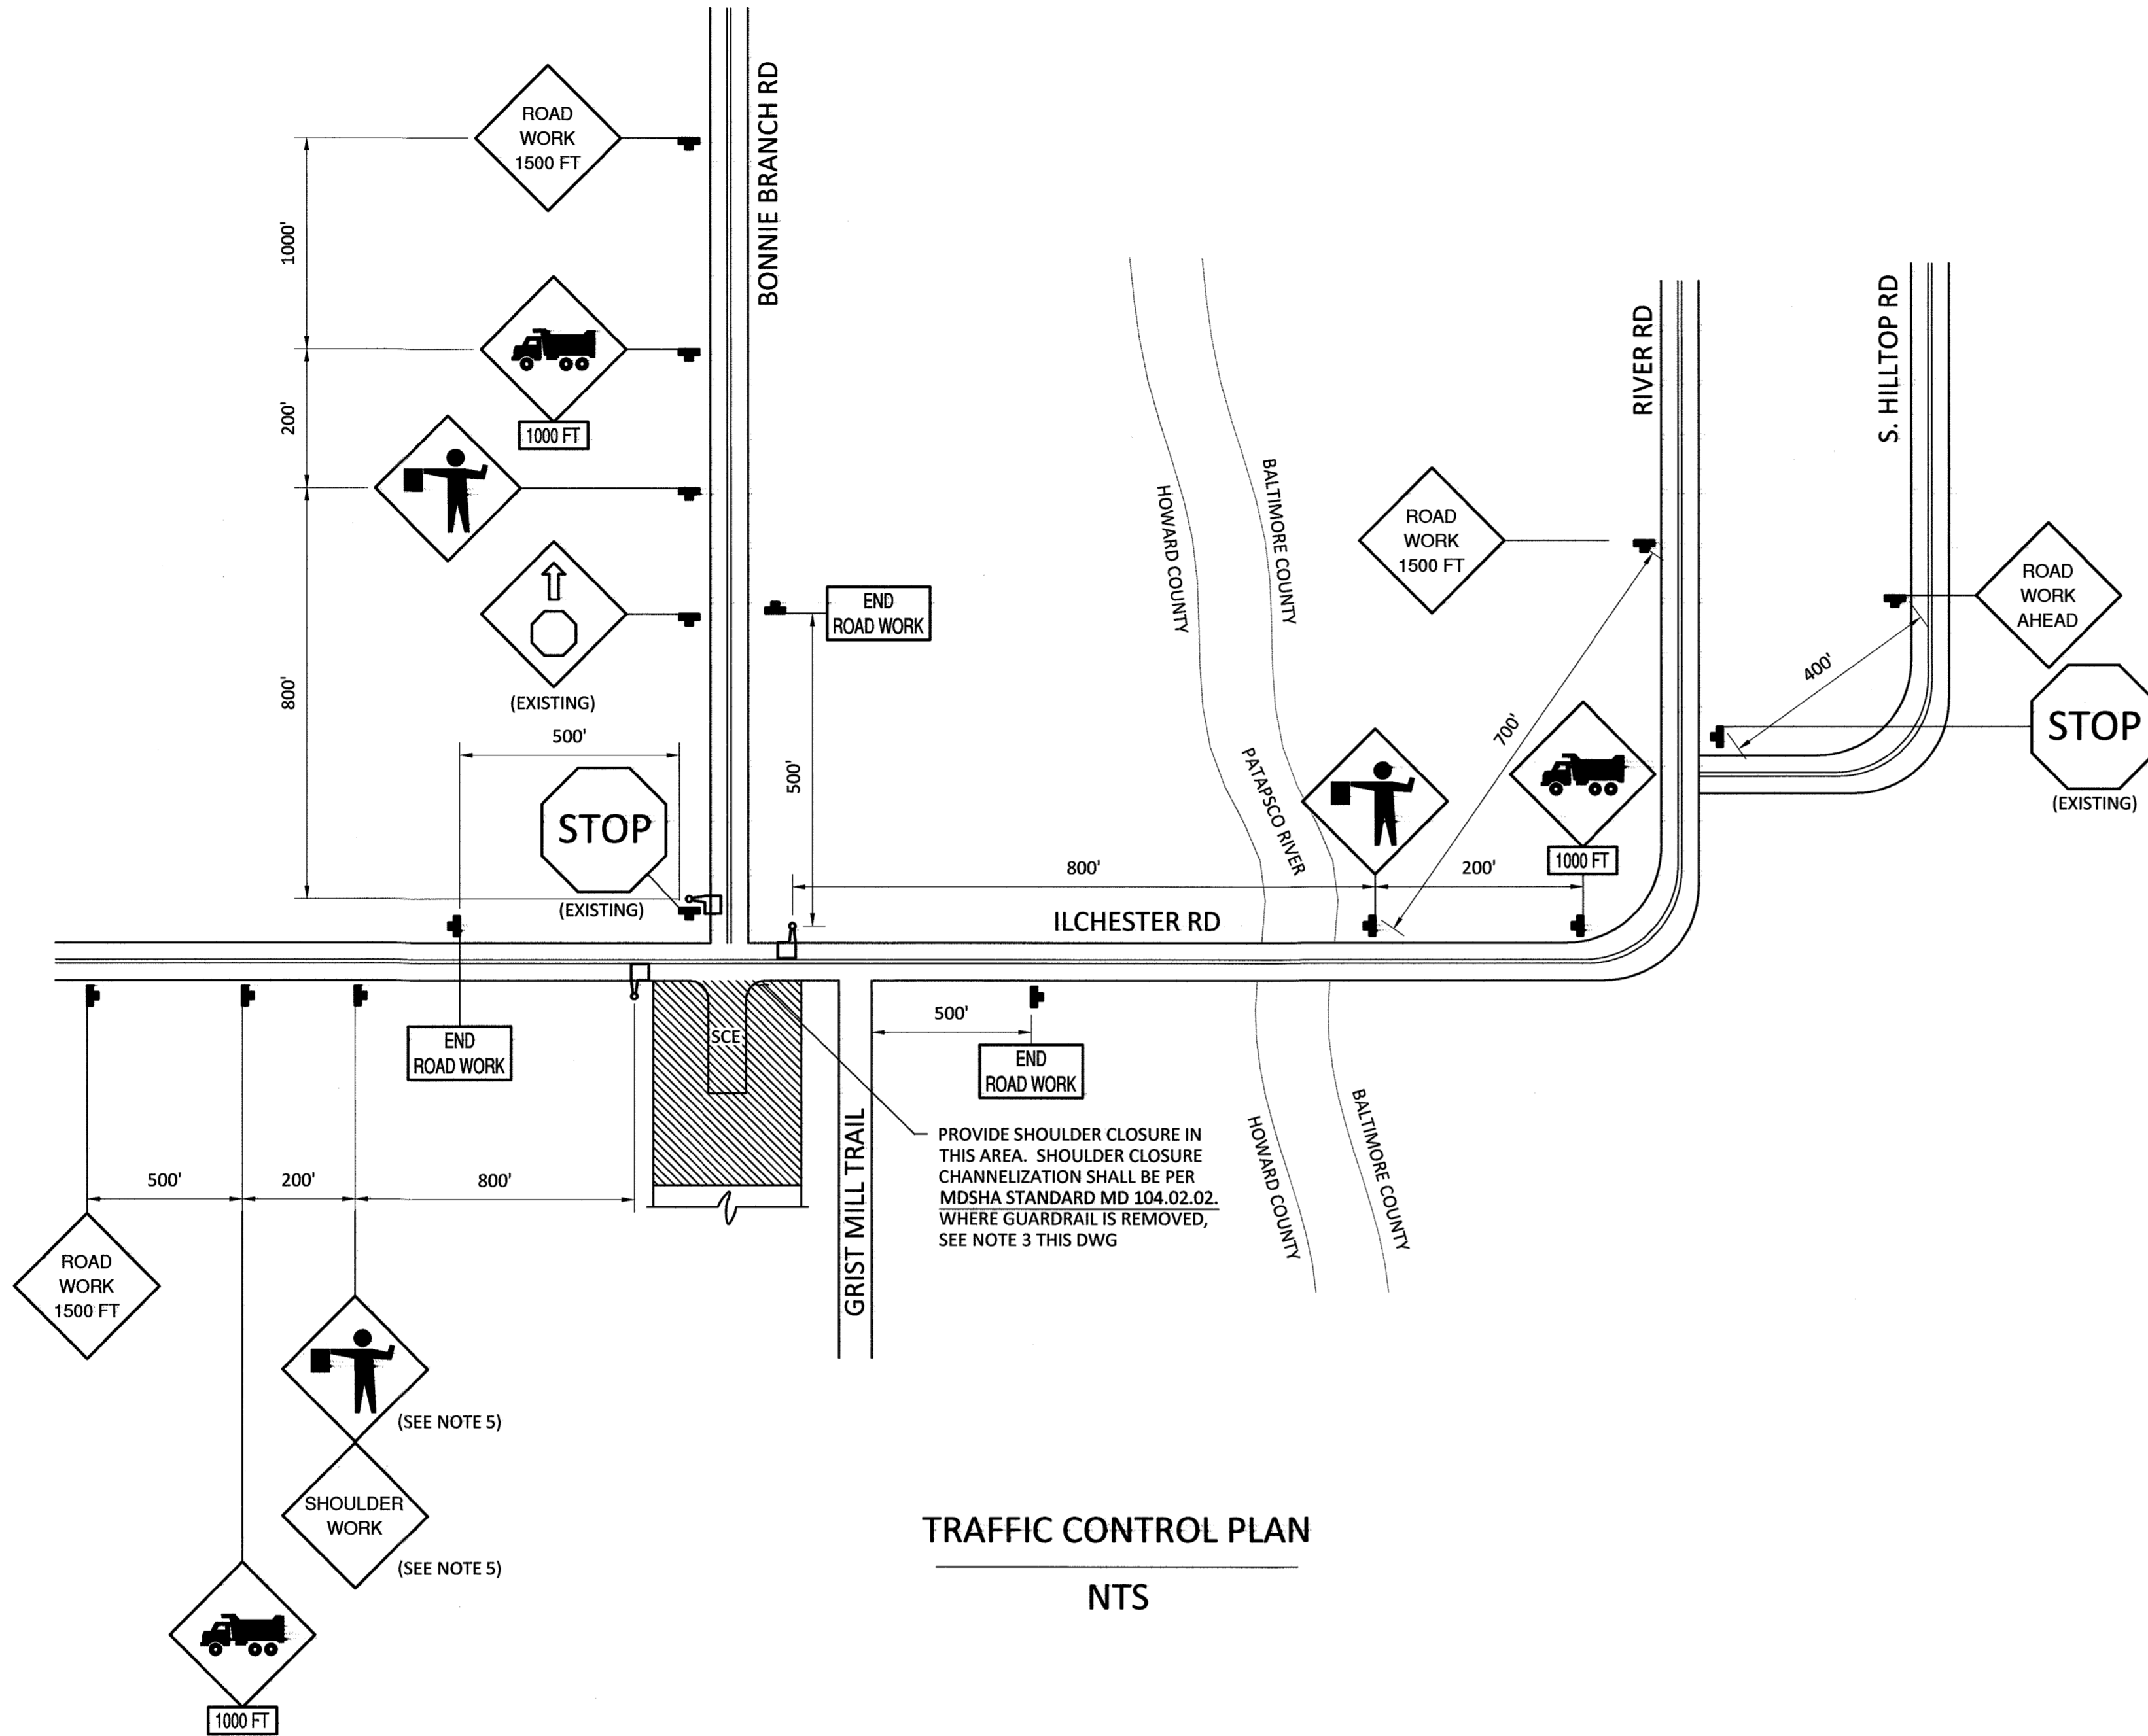 ROAD
WORK
1500 FT
BONNIE BRANCH RD
1000'
200'
1000 FT
800'
(EXISTING)
END
ROAD WORK
500'
500'
STOP
(EXISTING)
HOWARD COUNTY
BALTIMORE COUNTY
PATAPSCO RIVER
RIVER RD
S. HILLTOP RD
ROAD
WORK
1500 FT
ROAD
WORK
AHEAD
400'
700'
STOP
(EXISTING)
1000 FT
800'
200'
ILCHESTER RD
END
ROAD WORK
SCE
500'
END
ROAD WORK
GRIST MILL TRAIL
PROVIDE SHOULDER CLOSURE IN
THIS AREA. SHOULDER CLOSURE
CHANNELIZATION SHALL BE PER
MDSHA STANDARD MD 104.02.02.
WHERE GUARDRAIL IS REMOVED,
SEE NOTE 3 THIS DWG
HOWARD COUNTY
BALTIMORE COUNTY
500'
200'
800'
ROAD
WORK
1500 FT
(SEE NOTE 5)
SHOULDER
WORK
(SEE NOTE 5)
1000 FT
TRAFFIC CONTROL PLAN
NTS